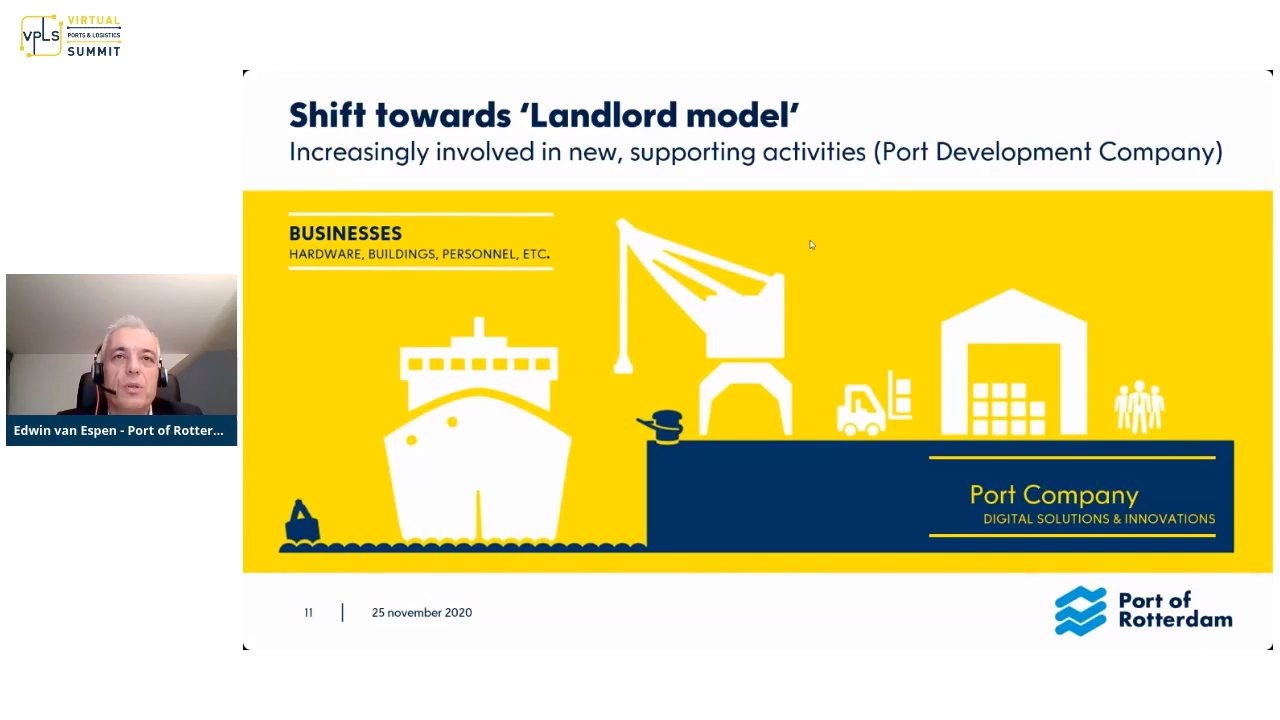 VPLS
VIRTUAL
PORTS & LOGISTICS
SUMMIT
Shift towards ‘Landlord model’
Increasingly involved in new, supporting activities (Port Development Company)
BUSINESSES
HARDWARE, BUILDINGS, PERSONNEL, ETC.
Edwin van Espen - Port of Rotter...
Port Company
DIGITAL SOLUTIONS & INNOVATIONS
11
25 november 2020
Port of
Rotterdam